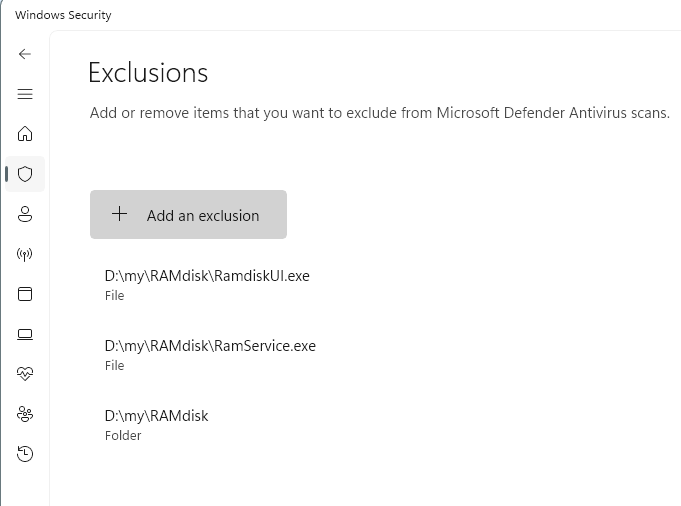 Windows Security
Exclusions
Add or remove items that you want to exclude from Microsoft Defender Antivirus scans.
Add an exclusion
D:\my\RAMdisk\RamdiskUI.exe
File
D:\my\RAMdisk\RamService.exe
File
D:\my\RAMdisk
Folder